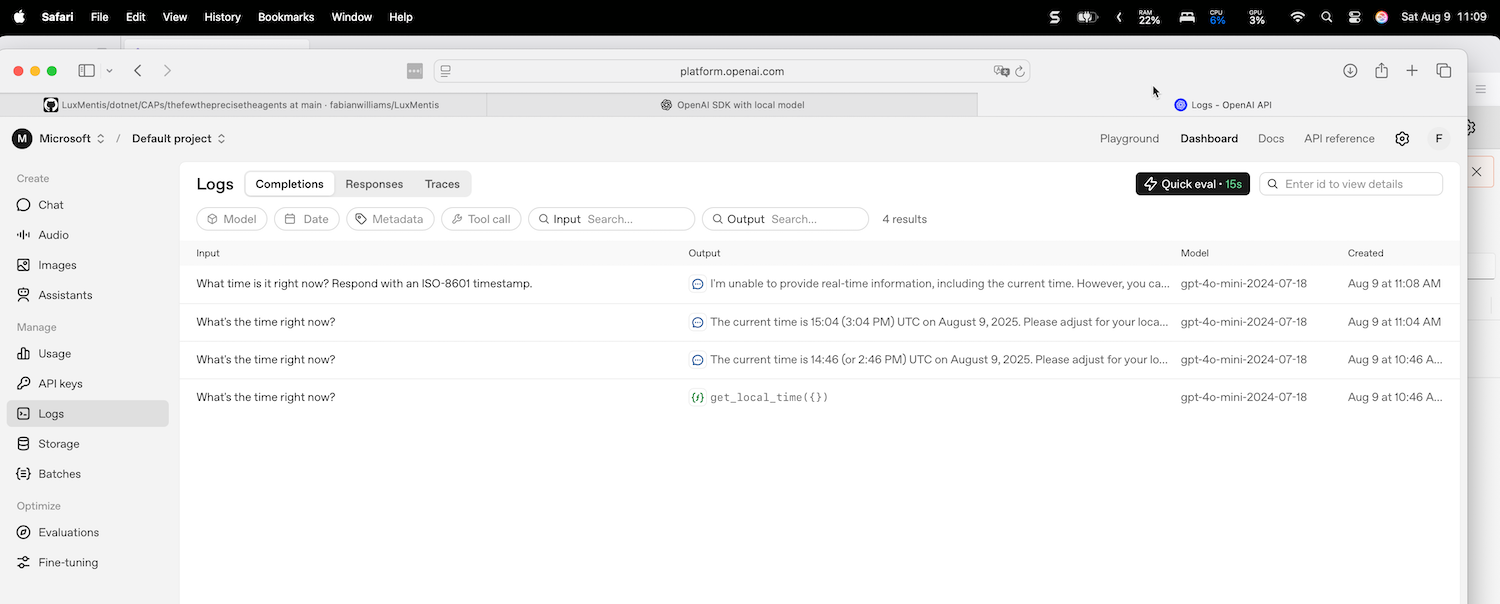 Safari File Edit View History Bookmarks Window Help RAM 22% CPU 6% GPU 3% Sat Aug 9 11:09
platform.openai.com
LuxMentis/dotnet/CAPs/thefewtheprecisetheagents at main · fabianwilliams/LuxMentis OpenAI SDK with local model Logs - OpenAI API
M Microsoft / Default project Playground Dashboard Docs API reference F
Create
Chat
Audio
Images
Assistants
Manage
Usage
API keys
Logs
Storage
Batches
Optimize
Evaluations
Fine-tuning
Logs Completions Responses Traces Quick eval · 15s Enter id to view details
Model Date Metadata Tool call Input Search... Output Search... 4 results
Input Output Model Created
What time is it right now? Respond with an ISO-8601 timestamp. I'm unable to provide real-time information, including the current time. However, you ca... gpt-4o-mini-2024-07-18 Aug 9 at 11:08 AM
What's the time right now? The current time is 15:04 (3:04 PM) UTC on August 9, 2025. Please adjust for your loca... gpt-4o-mini-2024-07-18 Aug 9 at 11:04 AM
What's the time right now? The current time is 14:46 (or 2:46 PM) UTC on August 9, 2025. Please adjust for your lo... gpt-4o-mini-2024-07-18 Aug 9 at 10:46 A...
What's the time right now? get_local_time({}) gpt-4o-mini-2024-07-18 Aug 9 at 10:46 A...